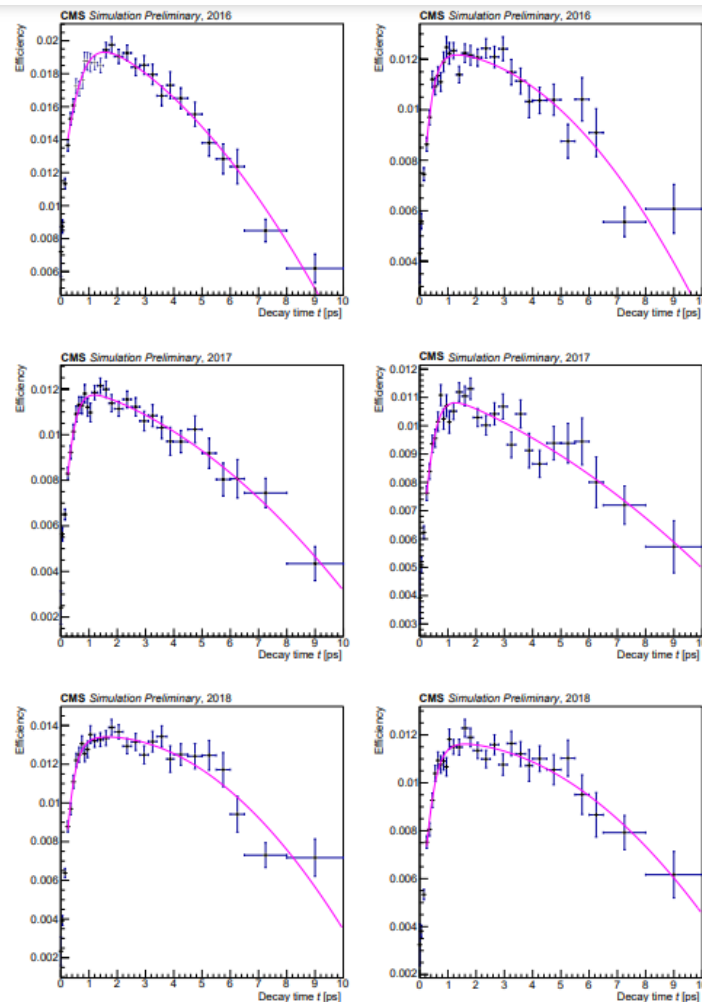 CMS Simulation Preliminary, 2016
Efficiency
0.02
0.018
0.016
0.014
0.012
0.01
0.008
0.006
0 1 2 3 4 5 6 7 8 9 10
Decay time t [ps]
CMS Simulation Preliminary, 2016
Efficiency
0.012
0.01
0.008
0.006
0.004
0 1 2 3 4 5 6 7 8 9 10
Decay time t [ps]
CMS Simulation Preliminary, 2017
Efficiency
0.012
0.01
0.008
0.006
0.004
0.002
0 1 2 3 4 5 6 7 8 9 10
Decay time t [ps]
CMS Simulation Preliminary, 2017
Efficiency
0.012
0.011
0.01
0.009
0.008
0.007
0.006
0.005
0.004
0.003
0 1 2 3 4 5 6 7 8 9 10
Decay time t [ps]
CMS Simulation Preliminary, 2018
Efficiency
0.014
0.012
0.01
0.008
0.006
0.004
0.002
0 1 2 3 4 5 6 7 8 9 10
Decay time t [ps]
CMS Simulation Preliminary, 2018
Efficiency
0.012
0.01
0.008
0.006
0.004
0.002
0 1 2 3 4 5 6 7 8 9 10
Decay time t [ps]